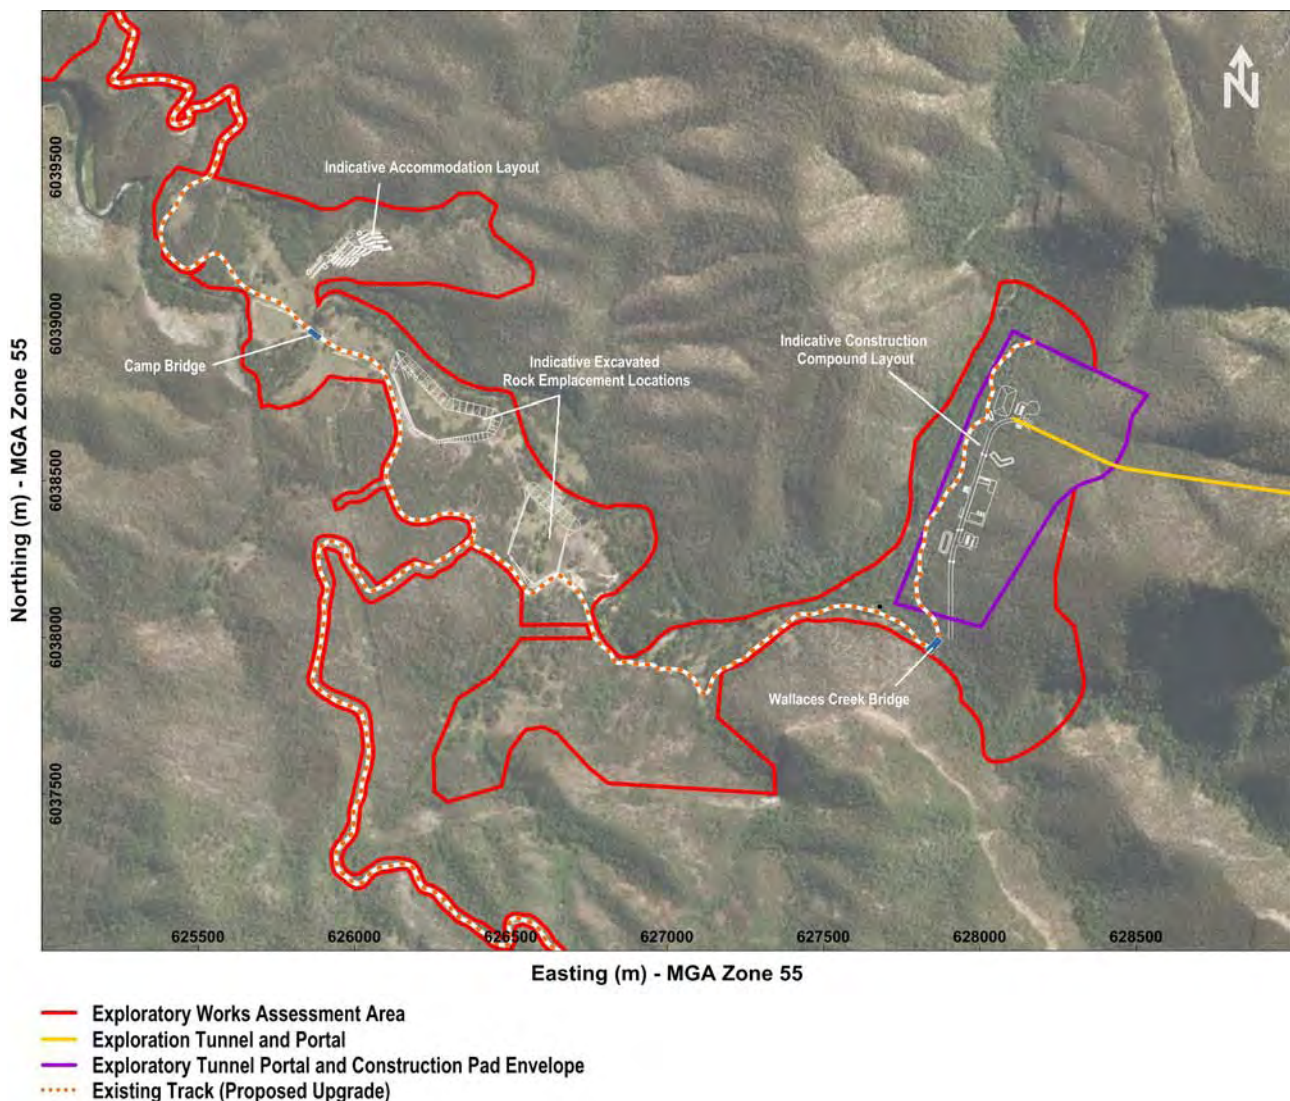 N
Indicative Accommodation Layout
Camp Bridge
Indicative Excavated
Rock Emplacement Locations
Indicative Construction
Compound Layout
Wallaces Creek Bridge
6039500
6039000
6038500
6038000
6037500
Northing (m) - MGA Zone 55
625500 626000 626500 627000 627500 628000 628500
Easting (m) - MGA Zone 55
Exploratory Works Assessment Area
Exploration Tunnel and Portal
Exploratory Tunnel Portal and Construction Pad Envelope
Existing Track (Proposed Upgrade)